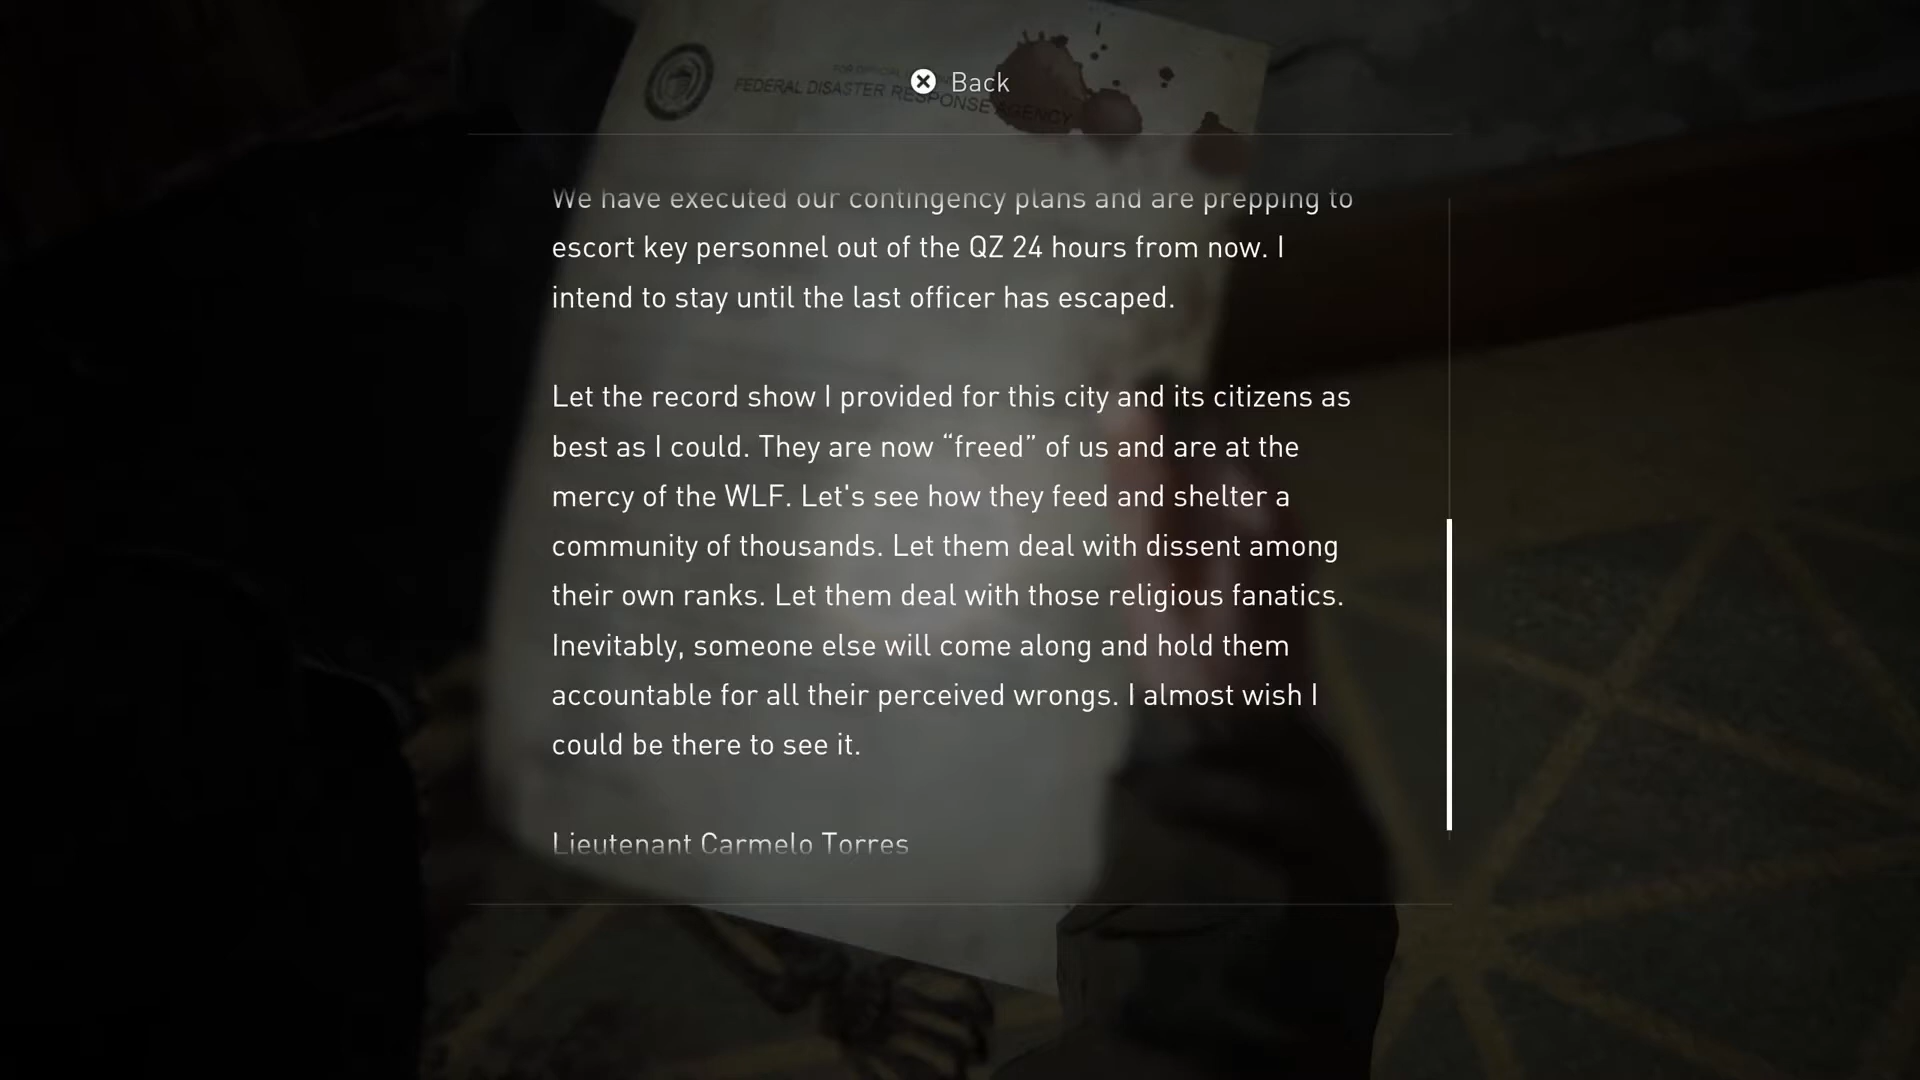 Back
FEDERAL DISASTER RESPONSE AGENCY
We have executed our contingency plans and are prepping to
escort key personnel out of the QZ 24 hours from now. I
intend to stay until the last officer has escaped.
Let the record show I provided for this city and its citizens as
best as I could. They are now “freed” of us and are at the
mercy of the WLF. Let's see how they feed and shelter a
community of thousands. Let them deal with dissent among
their own ranks. Let them deal with those religious fanatics.
Inevitably, someone else will come along and hold them
accountable for all their perceived wrongs. I almost wish I
could be there to see it.
Lieutenant Carmelo Torres